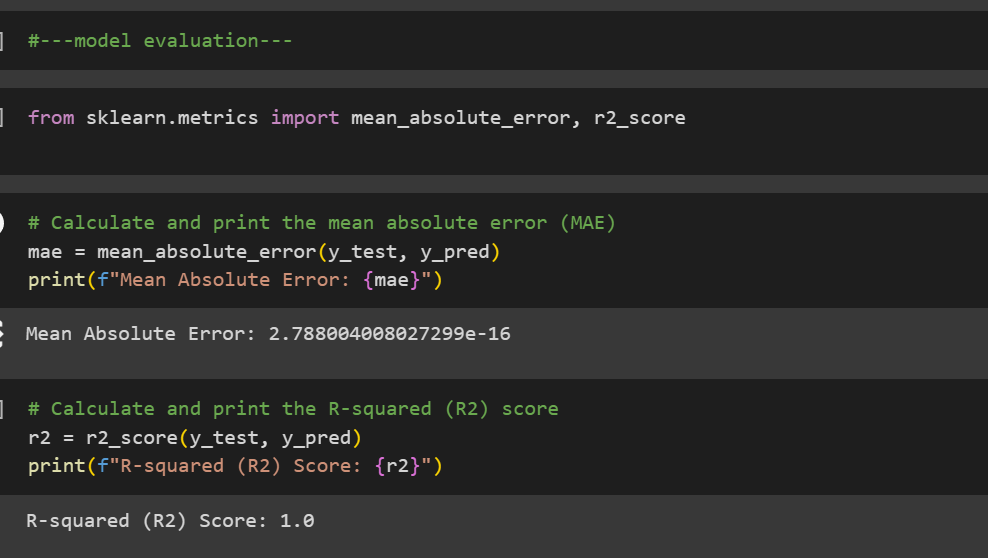 #---model evaluation---
from sklearn.metrics import mean_absolute_error, r2_score
# Calculate and print the mean absolute error (MAE)
mae = mean_absolute_error(y_test, y_pred)
print(f"Mean Absolute Error: {mae}")
Mean Absolute Error: 2.788004008027299e-16
# Calculate and print the R-squared (R2) score
r2 = r2_score(y_test, y_pred)
print(f"R-squared (R2) Score: {r2}")
R-squared (R2) Score: 1.0